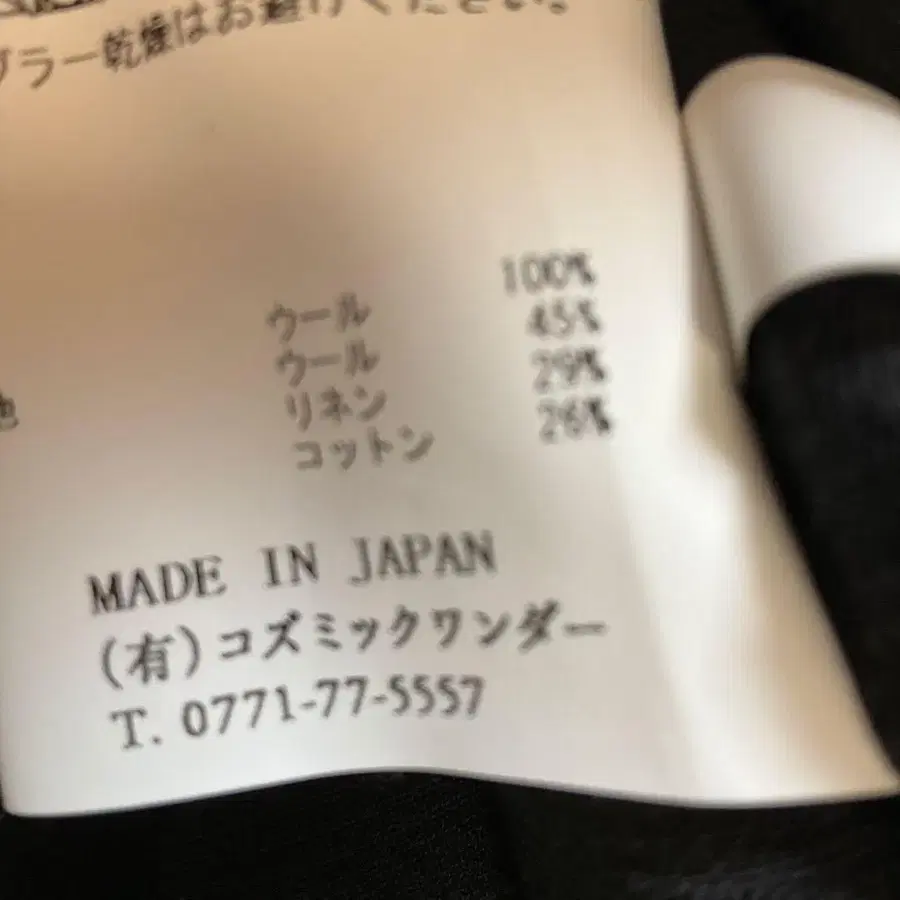 ブラー乾燥はお避けください。
ウール 100%
ウール 45%
リネン 29%
コットン 26%
地
MADE IN JAPAN
(有)コズミックワンダー
T. 0771-77-5557